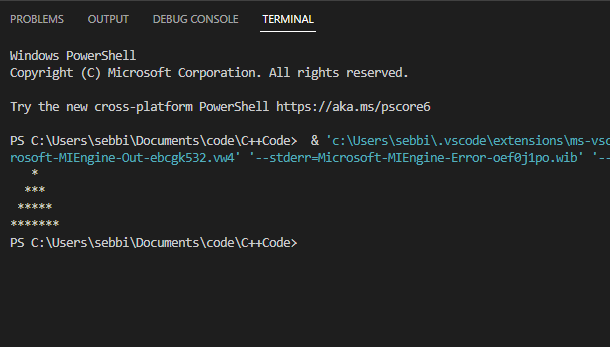 PROBLEMS OUTPUT DEBUG CONSOLE TERMINAL
Windows PowerShell
Copyright (C) Microsoft Corporation. All rights reserved.
Try the new cross-platform PowerShell https://aka.ms/pscore6
PS C:\Users\sebbi\Documents\code\C++Code>  & 'c:\Users\sebbi\.vscode\extensions\ms-vsc
rosoft-MIEngine-Out-ebcgk532.vw4' '--stderr=Microsoft-MIEngine-Error-oef0j1po.wib' '--
   *
  ***
 *****
*******
PS C:\Users\sebbi\Documents\code\C++Code>